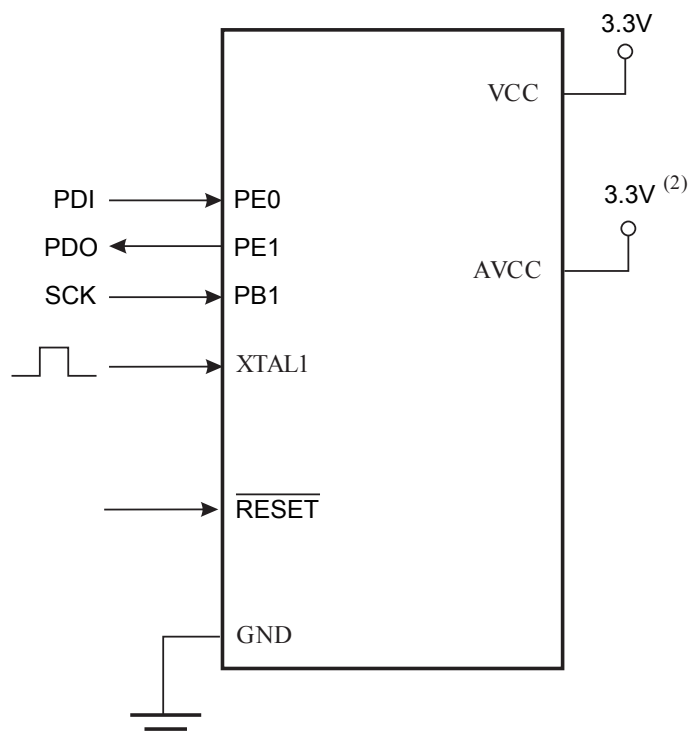 3.3V
VCC
3.3V (2)
PDI PE0
PDO PE1
AVCC
SCK PB1
XTAL1
RESET
GND